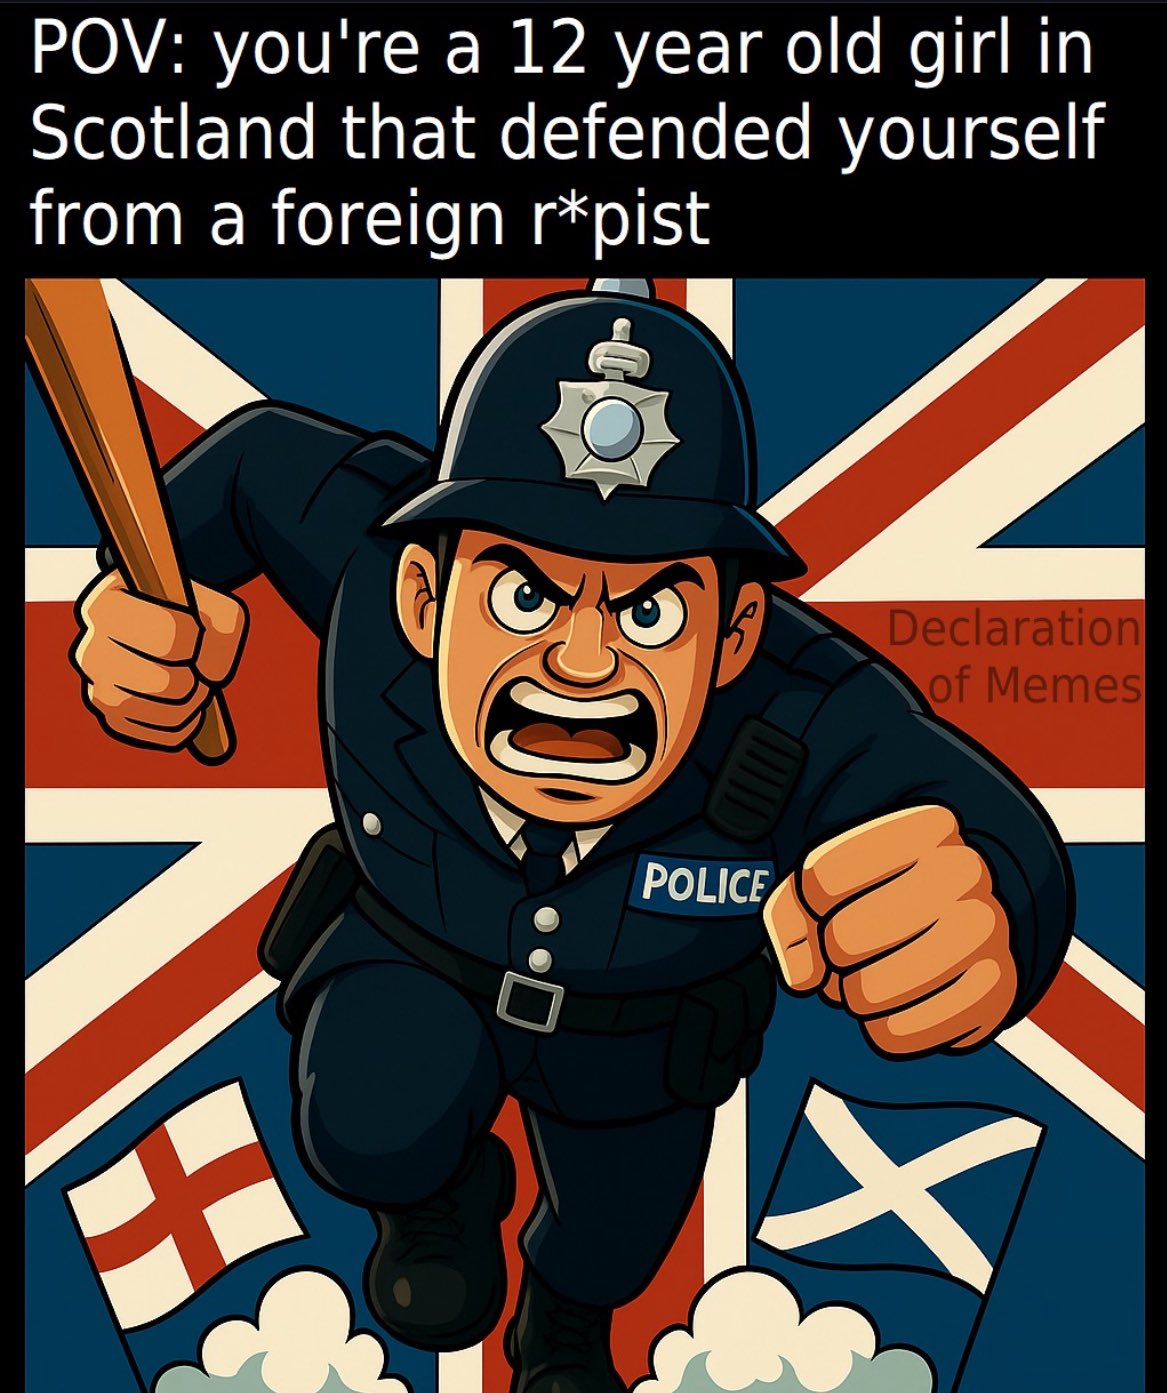 POV: you're a 12 year old girl in
Scotland that defended yourself
from a foreign r*pist
Declaration
of Memes
POLICE